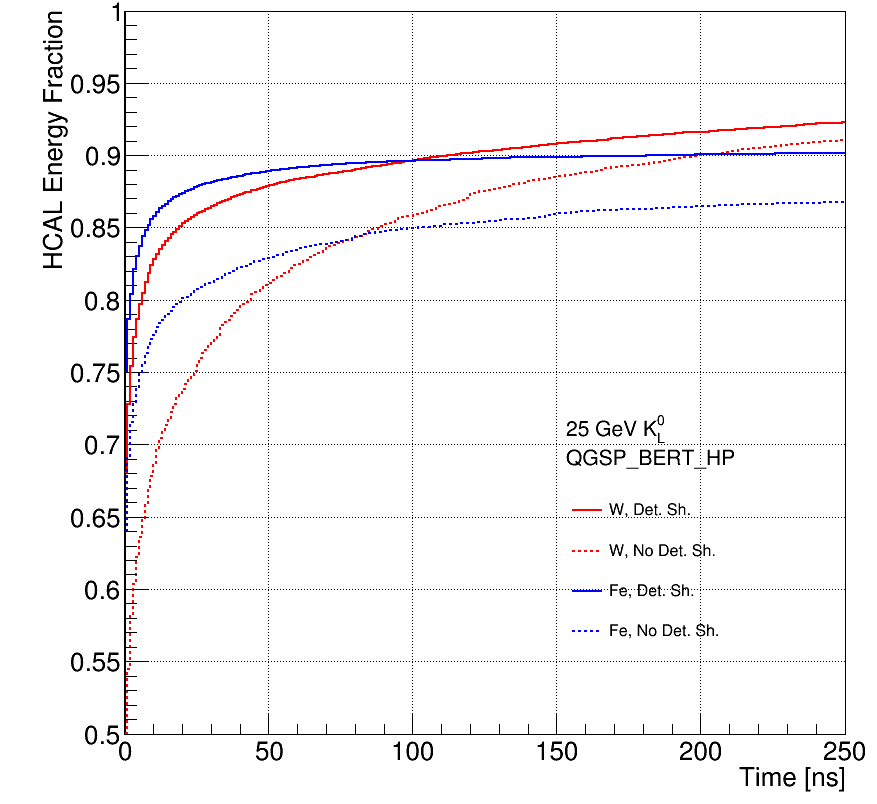 HCAL Energy Fraction
1
0.95
0.9
0.85
0.8
0.75
0.7
0.65
0.6
0.55
0.5
25 GeV K⁰_L
QGSP_BERT_HP
W, Det. Sh.
W, No Det. Sh.
Fe, Det. Sh.
Fe, No Det. Sh.
0 50 100 150 200 250
Time [ns]